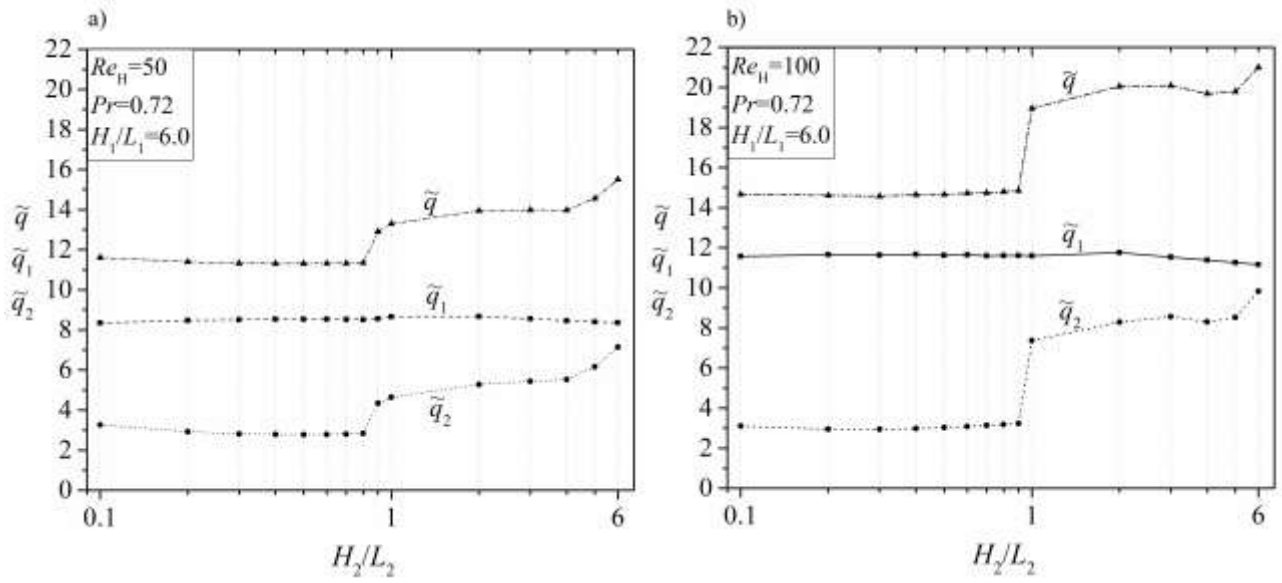 a)
22
20
18
16
14
12
10
8
6
4
2
0
Re_H=50
Pr=0.72
H_1/L_1=6.0
q̃
q̃_1
q̃_2
q̃
q̃_1
q̃_2
0.1 1 6
H_2/L_2
b)
22
20
18
16
14
12
10
8
6
4
2
0
Re_H=100
Pr=0.72
H_1/L_1=6.0
q̃
q̃_1
q̃_2
q̃
q̃_1
q̃_2
0.1 1 6
H_2/L_2